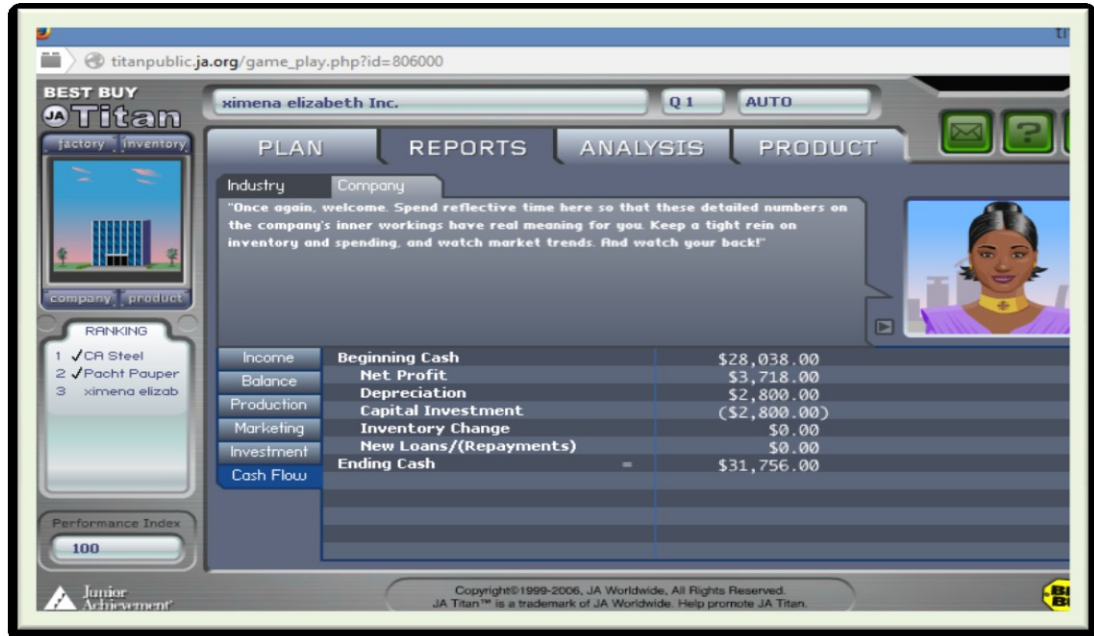 titanpublic.ja.org/game_play.php?id=806000
BEST BUY
JA Titan
factory inventory
company product
ximena elizabeth Inc.
Q 1
AUTO
PLAN
REPORTS
ANALYSIS
PRODUCT
?
Industry
Company
"Once again, welcome. Spend reflective time here so that these detailed numbers on
the company's inner workings have real meaning for you. Keep a tight rein on
inventory and spending, and watch market trends. And watch your back!"
RANKING
1 ✓CA Steel
2 ✓Pacht Pauper
3 ximena elizab
Performance Index
100
Income
Balance
Production
Marketing
Investment
Cash Flow
Beginning Cash $28,038.00
Net Profit $3,718.00
Depreciation $2,800.00
Capital Investment ($2,800.00)
Inventory Change $0.00
New Loans/(Repayments) $0.00
Ending Cash = $31,756.00
Junior
Achievement
Copyright©1999-2006, JA Worldwide, All Rights Reserved.
JA Titan™ is a trademark of JA Worldwide. Help promote JA Titan.